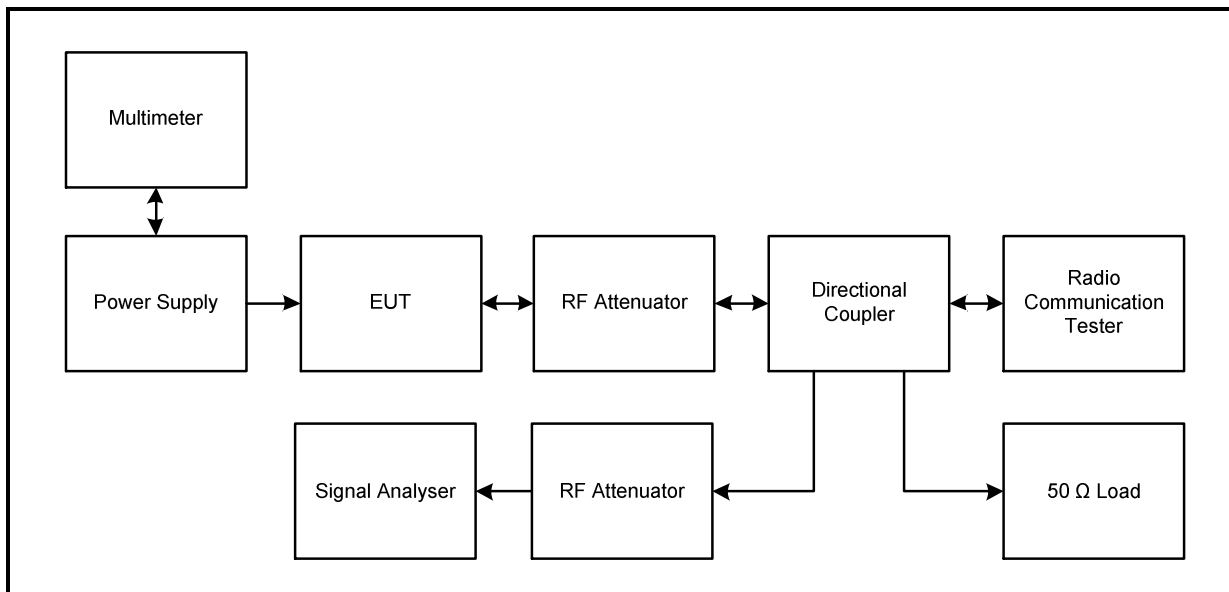 Multimeter
Power Supply
EUT
RF Attenuator
Directional
Coupler
Radio
Communication
Tester
Signal Analyser
RF Attenuator
50 Ω Load